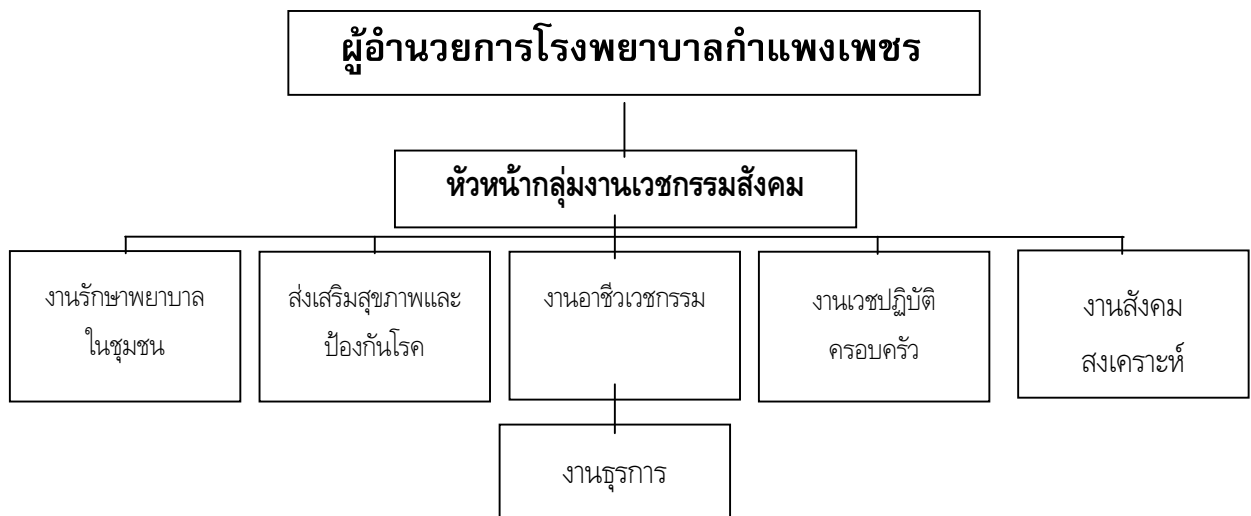 ผู้อำนวยการโรงพยาบาลกำแพงเพชร
หัวหน้ากลุ่มงานเวชกรรมสังคม
งานรักษาพยาบาล
ในชุมชน
ส่งเสริมสุขภาพและ
ป้องกันโรค
งานอาชีวเวชกรรม
งานเวชปฏิบัติ
ครอบครัว
งานสังคม
สงเคราะห์
งานธุรการ